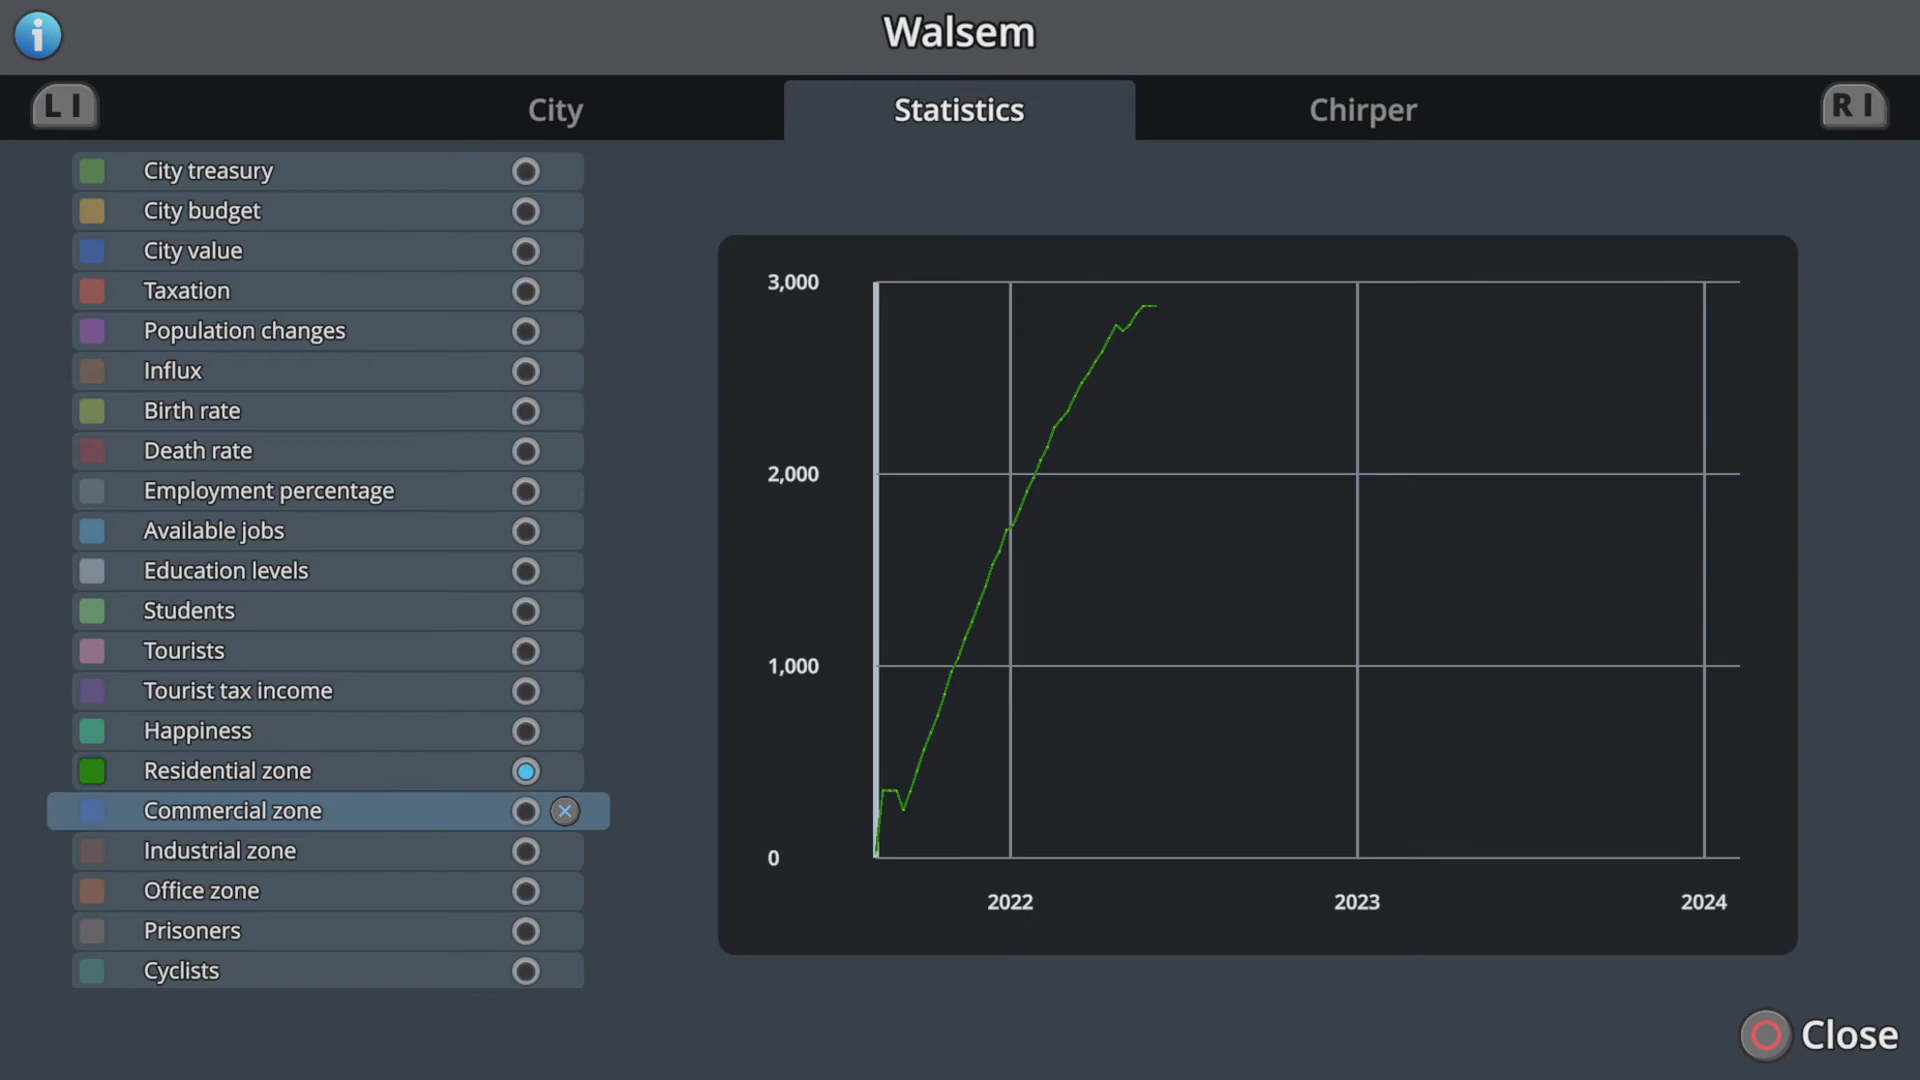 Walsem
L1
City
Statistics
Chirper
R1
City treasury
City budget
City value
Taxation
Population changes
Influx
Birth rate
Death rate
Employment percentage
Available jobs
Education levels
Students
Tourists
Tourist tax income
Happiness
Residential zone
Commercial zone
Industrial zone
Office zone
Prisoners
Cyclists
3,000
2,000
1,000
0
2022
2023
2024
Close